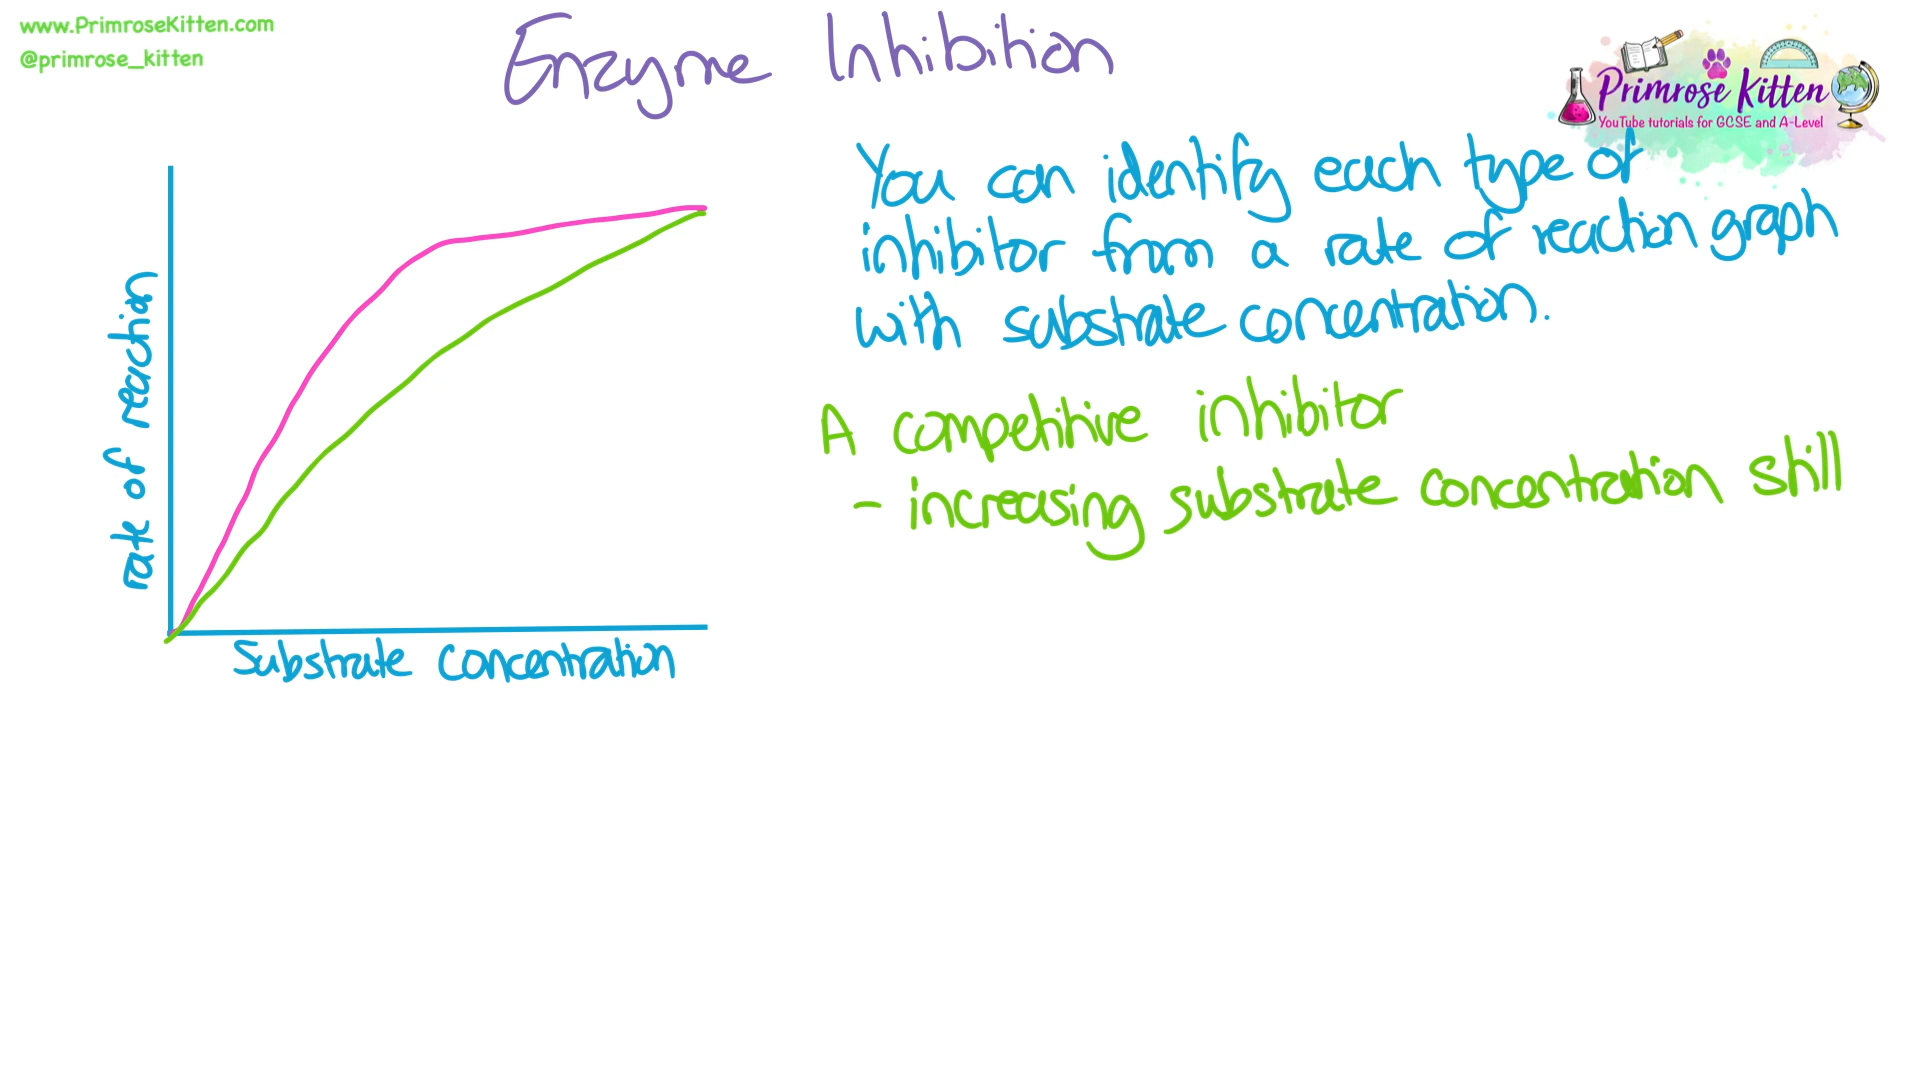 www.PrimroseKitten.com
@primrose_kitten
Enzyme Inhibition
Primrose Kitten
YouTube tutorials for GCSE and A-Level
You can identify each type of
inhibitor from a rate of reaction graph
with substrate concentration.
A competitive inhibitor
- increasing substrate concentration still
rate of reaction
Substrate concentration